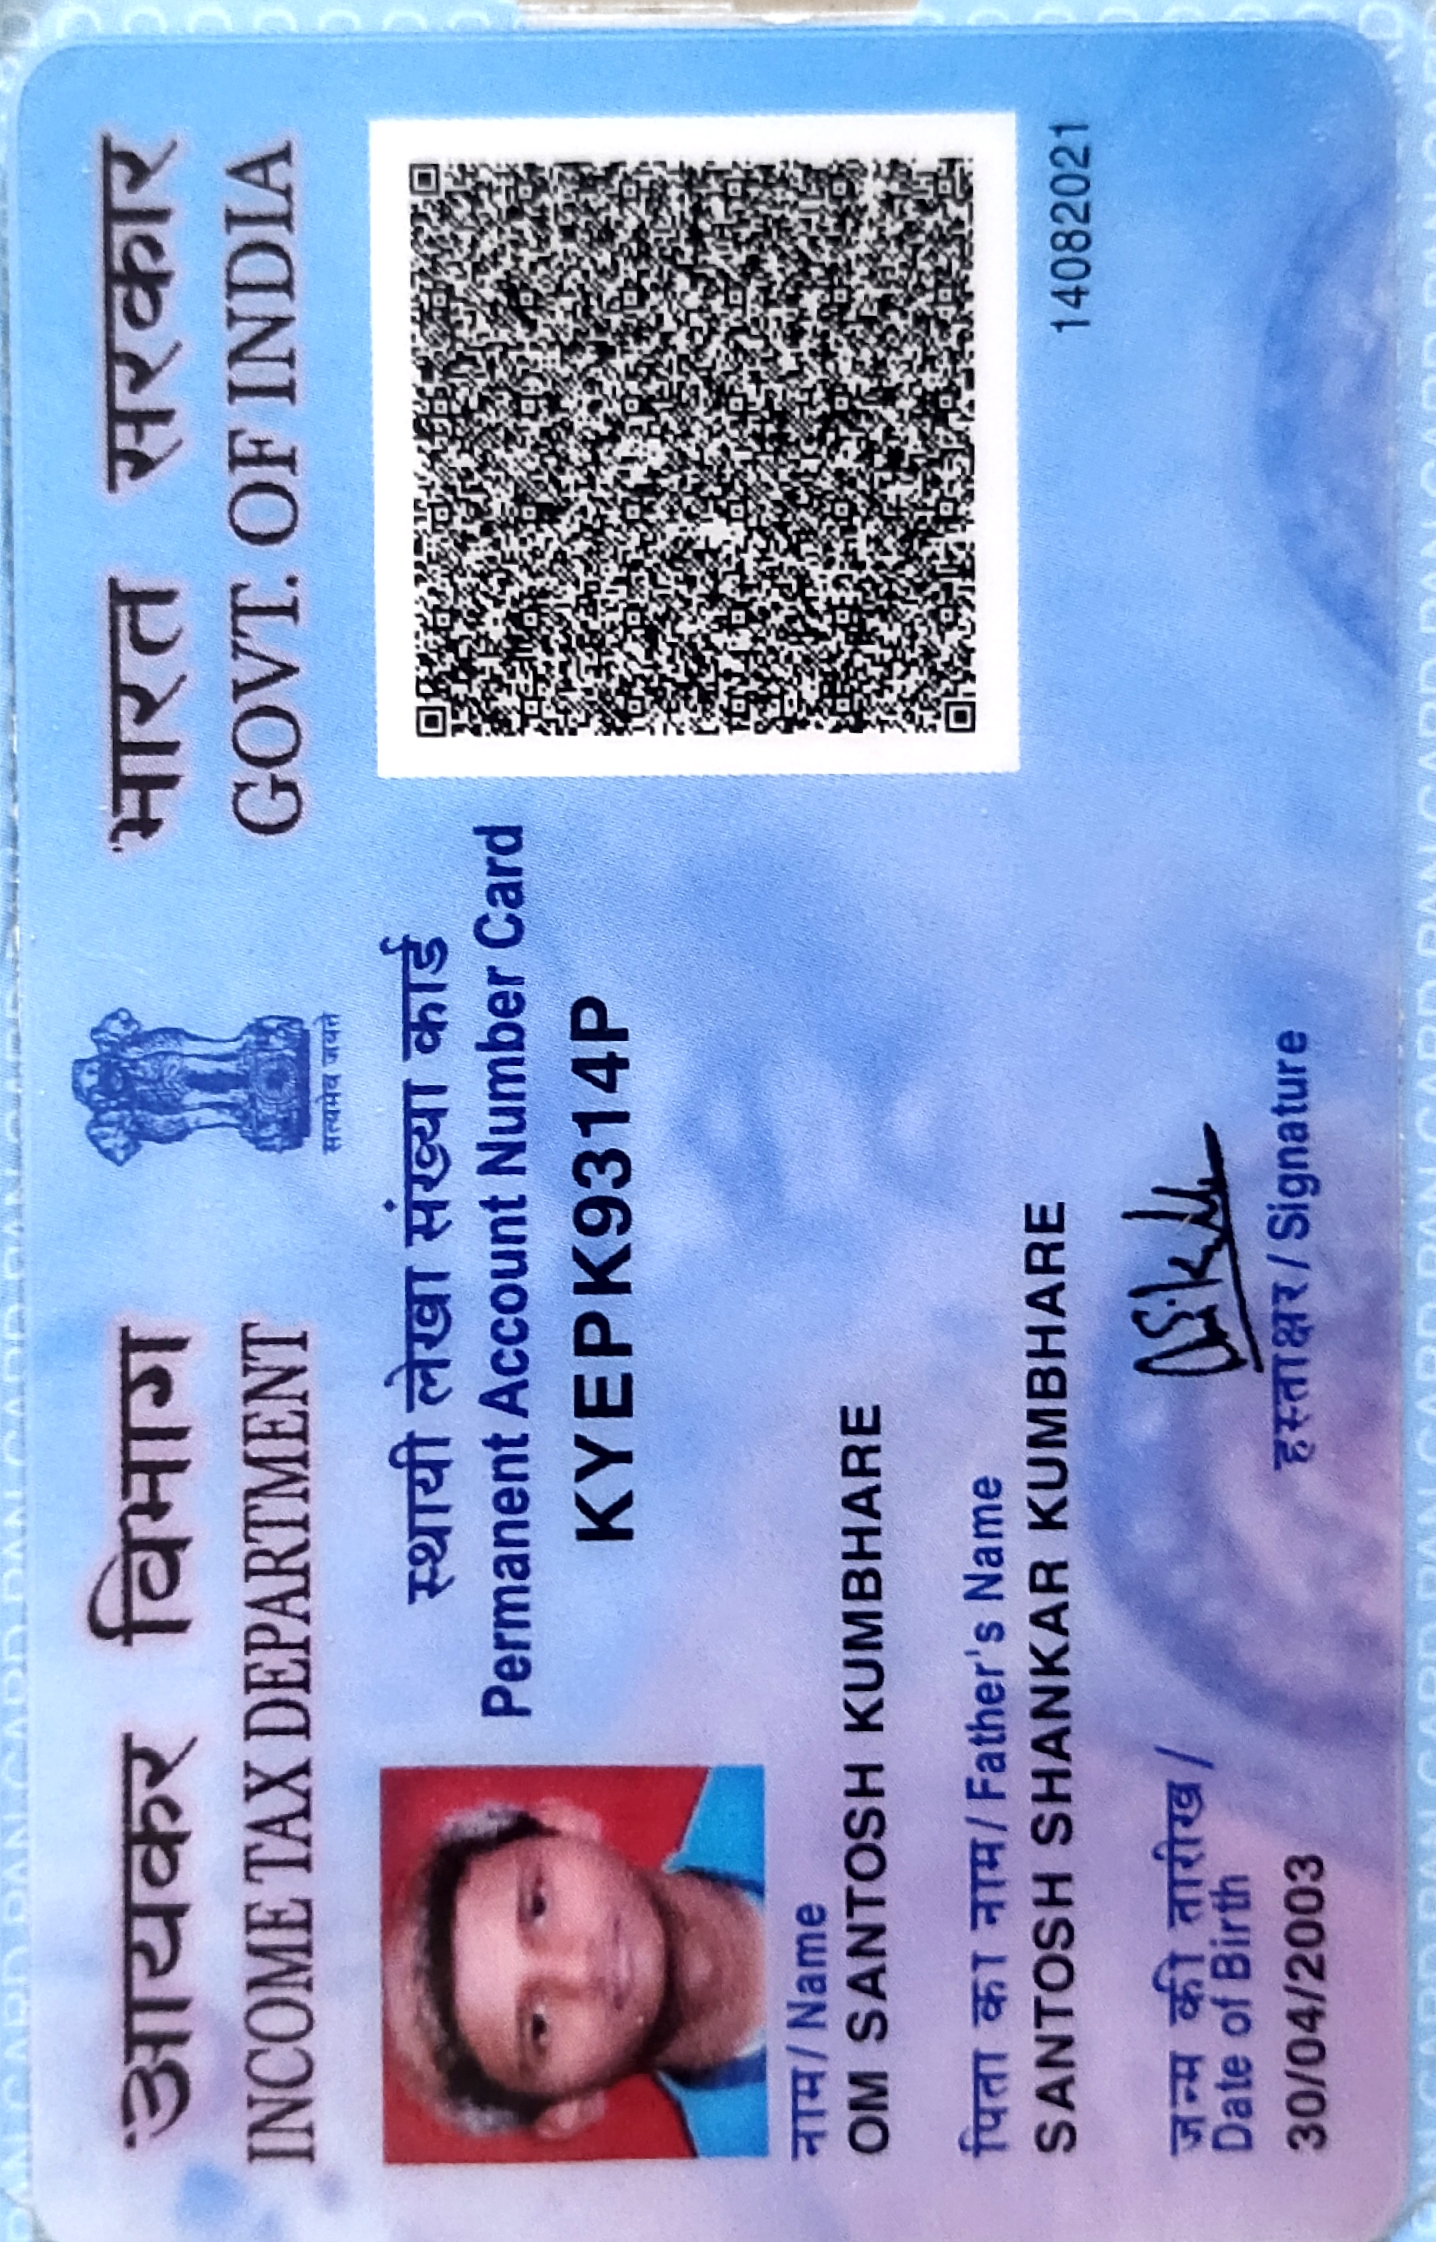 आयकर विभाग
INCOME TAX DEPARTMENT
सत्यमेव जयते
भारत सरकार
GOVT. OF INDIA
स्थायी लेखा संख्या कार्ड
Permanent Account Number Card
KYEPK9314P
नाम / Name
OM SANTOSH KUMBHARE
पिता का नाम / Father's Name
SANTOSH SHANKAR KUMBHARE
14082021
जन्म की तारीख /
Date of Birth
30/04/2003
हस्ताक्षर / Signature